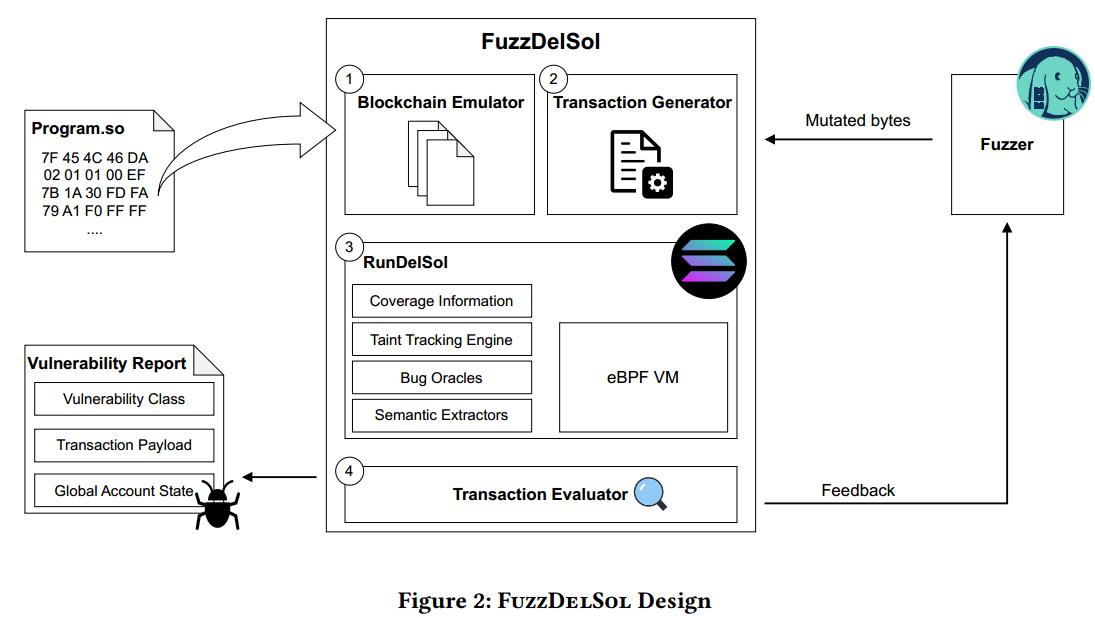 FuzzDelSol
1
Blockchain Emulator
2
Transaction Generator
Program.so
7F 45 4C 46 DA
02 01 01 00 EF
7B 1A 30 FD FA
79 A1 F0 FF FF
....
Mutated bytes
Fuzzer
3
RunDelSol
Coverage Information
Taint Tracking Engine
Bug Oracles
Semantic Extractors
eBPF VM
Vulnerability Report
Vulnerability Class
Transaction Payload
Global Account State
4
Transaction Evaluator
Feedback
Figure 2: FuzzDelSol Design